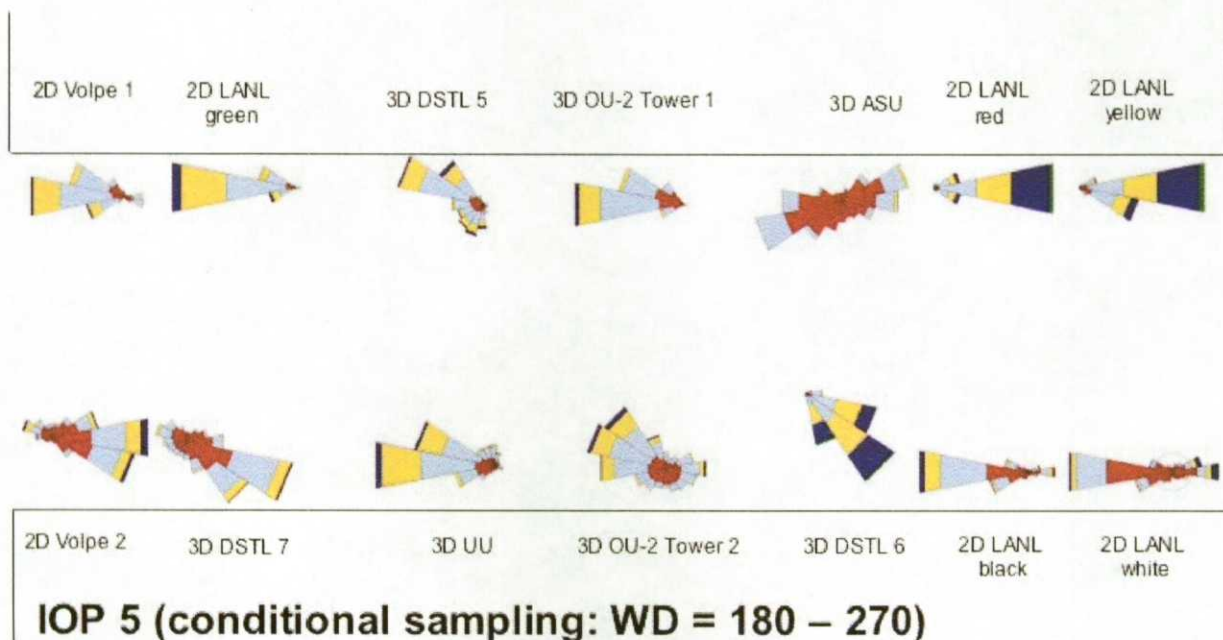 2D Volpe 1
2D LANL
green
3D DSTL 5
3D OU-2 Tower 1
3D ASU
2D LANL
red
2D LANL
yellow
2D Volpe 2
3D DSTL 7
3D UU
3D OU-2 Tower 2
3D DSTL 6
2D LANL
black
2D LANL
white
IOP 5 (conditional sampling: WD = 180 – 270)